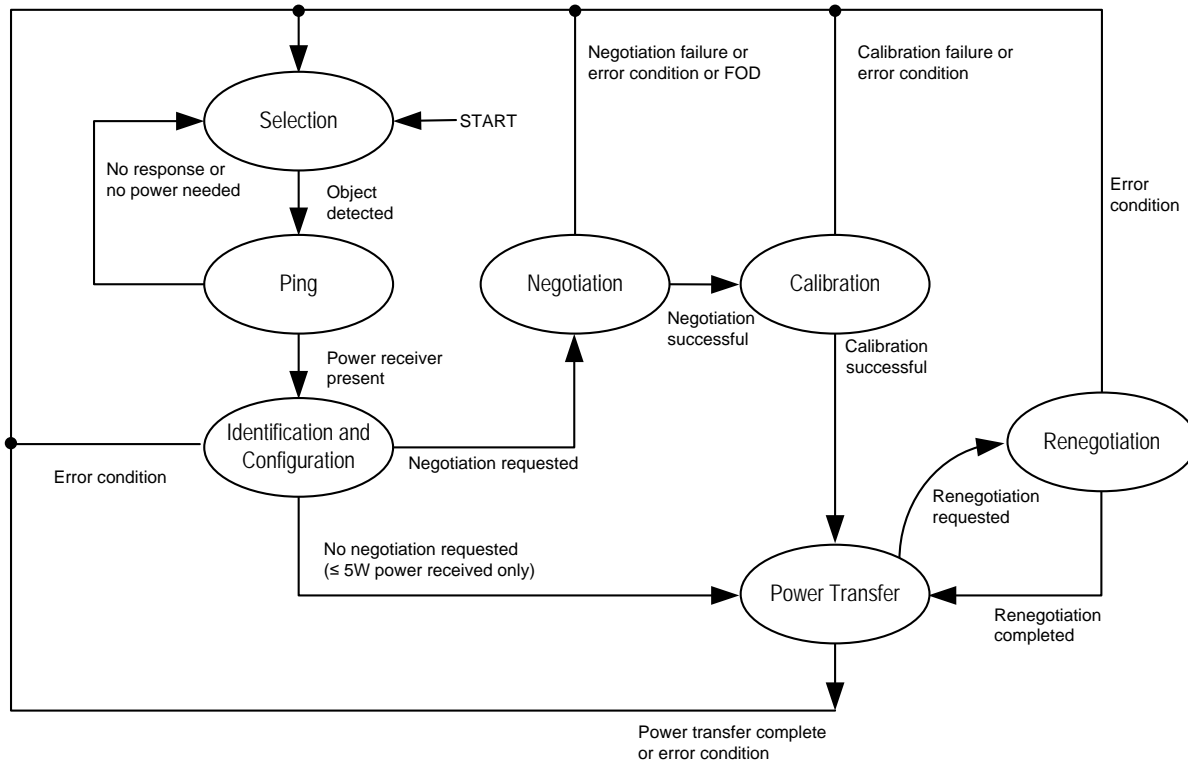 Negotiation failure or
error condition or FOD
Calibration failure or
error condition
Selection
START
No response or
no power needed
Object
detected
Error
condition
Ping
Negotiation
Calibration
Negotiation
successful
Power receiver
present
Calibration
successful
Identification and
Configuration
Renegotiation
Error condition
Negotiation requested
Renegotiation
requested
No negotiation requested
(≤ 5W power received only)
Power Transfer
Renegotiation
completed
Power transfer complete
or error condition